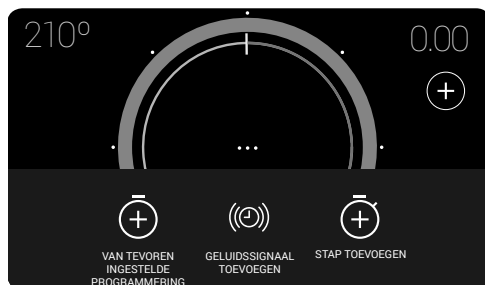 210º
0.00
VAN TEVOREN
INGESTELDE
PROGRAMMERING
GELUIDSSIGNAAL
TOEVOEGEN
STAP TOEVOEGEN